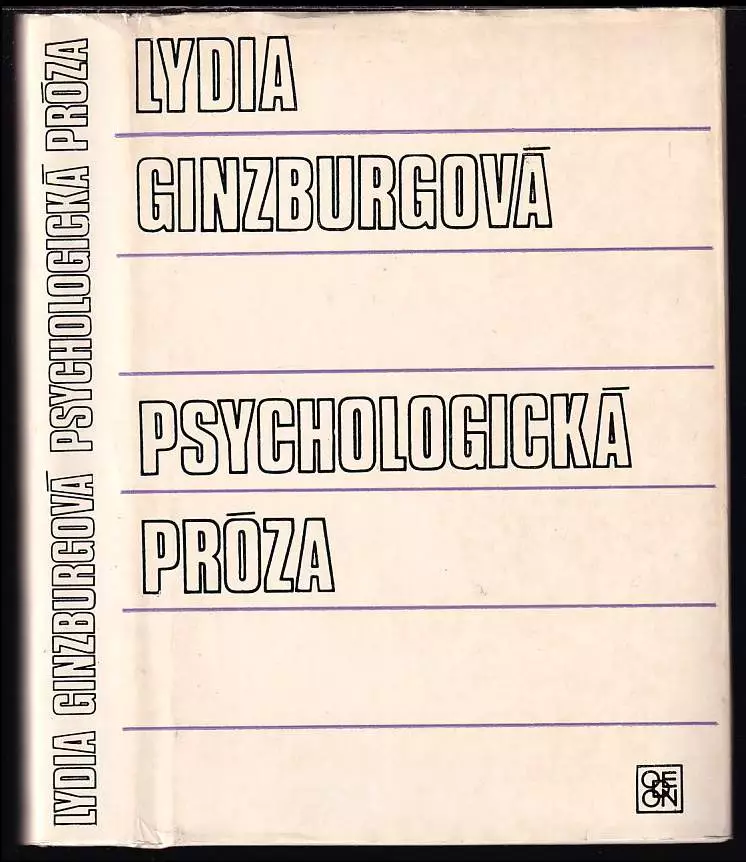 LYDIA GINZBURGOVÁ PSYCHOLOGICKÁ PRÓZA
LYDIA
GINZBURGOVÁ
PSYCHOLOGICKÁ
PRÓZA
ODEON